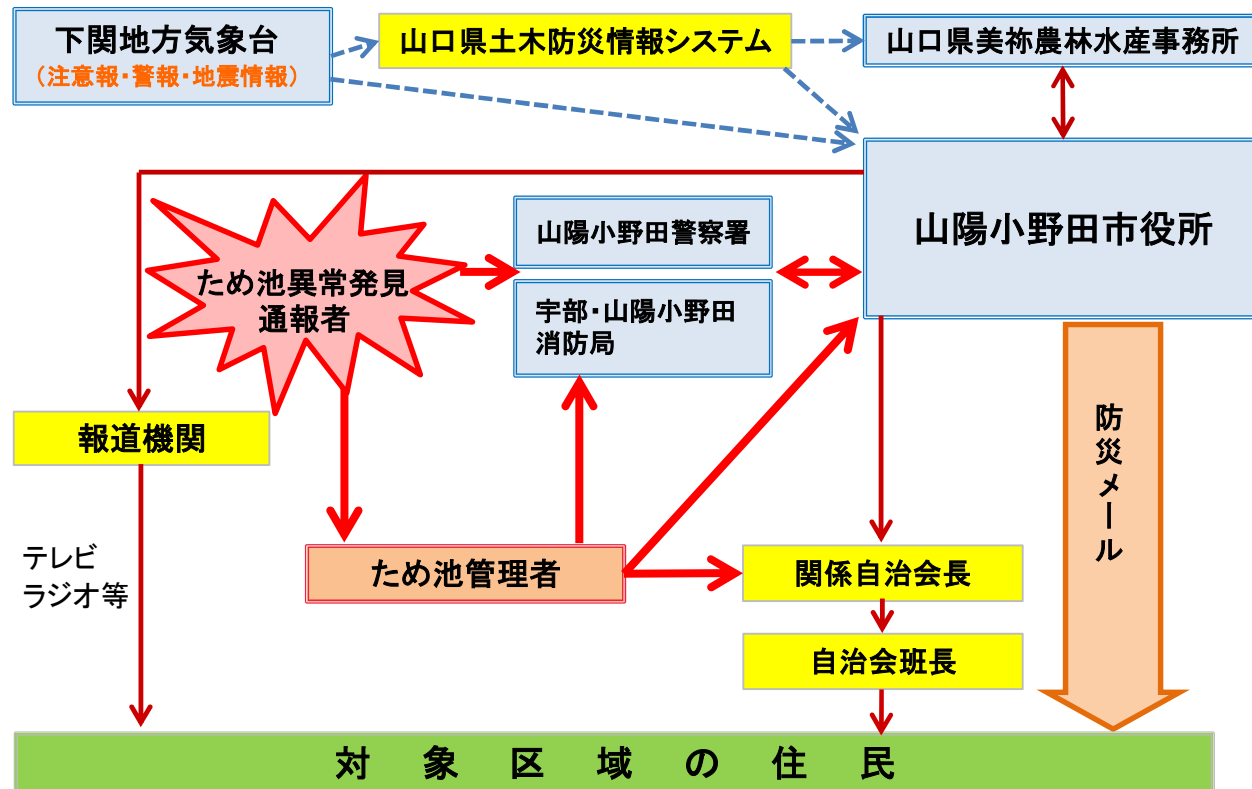 下関地方気象台
（注意報・警報・地震情報）
山口県土木防災情報システム
山口県美祢農林水産事務所
山陽小野田市役所
山陽小野田警察署
ため池異常発見
通報者
宇部・山陽小野田
消防局
報道機関
防災メール
テレビ
ラジオ等
ため池管理者
関係自治会長
自治会班長
対象区域の住民